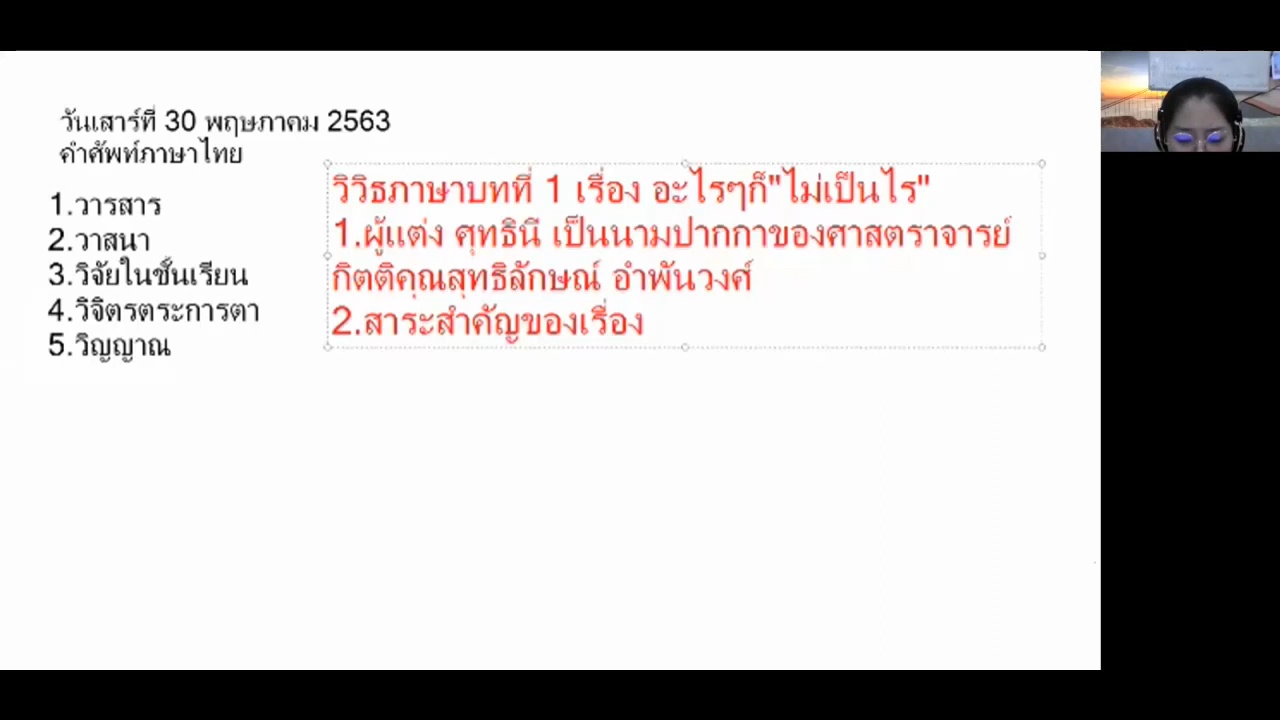 วันเสาร์ที่ 30 พฤษภาคม 2563
คำศัพท์ภาษาไทย
1.วารสาร
2.วาสนา
3.วิจัยในชั้นเรียน
4.วิจิตรตระการตา
5.วิญญาณ
วิวิธภาษาบทที่ 1 เรื่อง อะไรๆก็"ไม่เป็นไร"
1.ผู้แต่ง ศุทธินี เป็นนามปากกาของศาสตราจารย์
กิตติคุณสุทธิลักษณ์ อำพันวงศ์
2.สาระสำคัญของเรื่อง